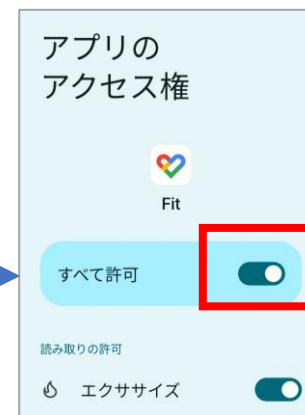 アプリの
アクセス権
Fit
すべて許可
読み取りの許可
エクササイズ